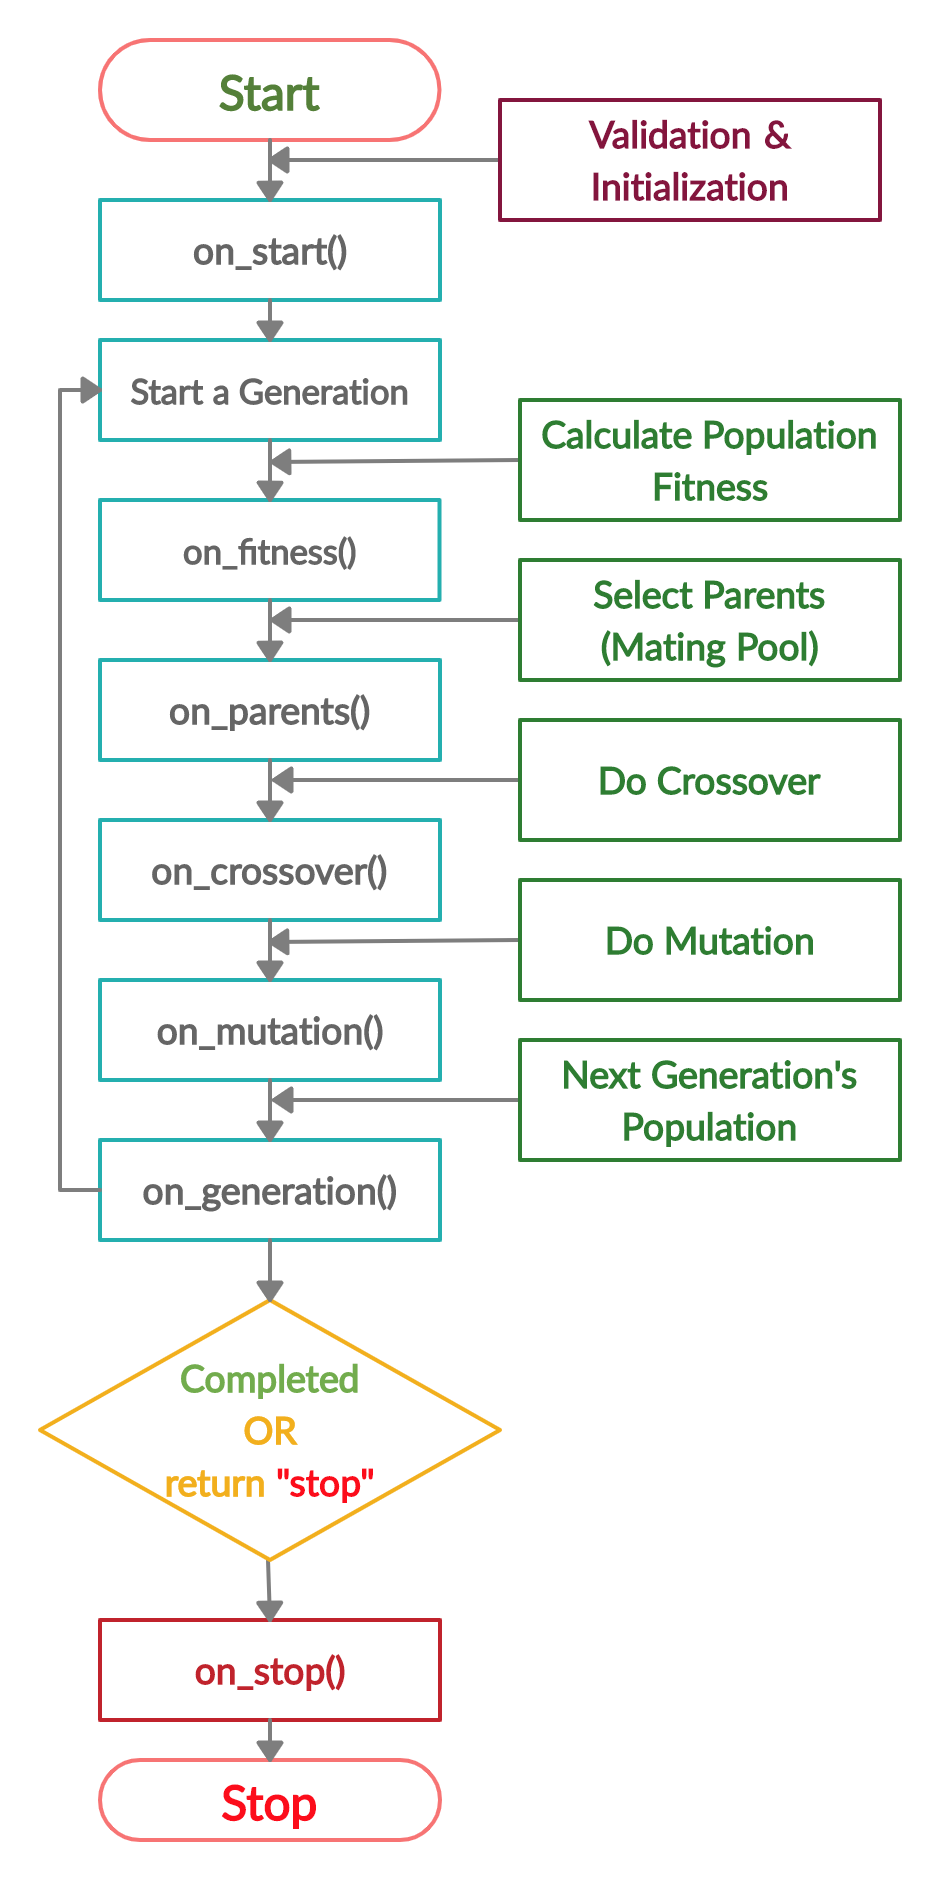 Start
Validation &
Initialization
on_start()
Start a Generation
Calculate Population
Fitness
on_fitness()
Select Parents
(Mating Pool)
on_parents()
Do Crossover
on_crossover()
Do Mutation
on_mutation()
Next Generation's
Population
on_generation()
Completed
OR
return "stop"
on_stop()
Stop